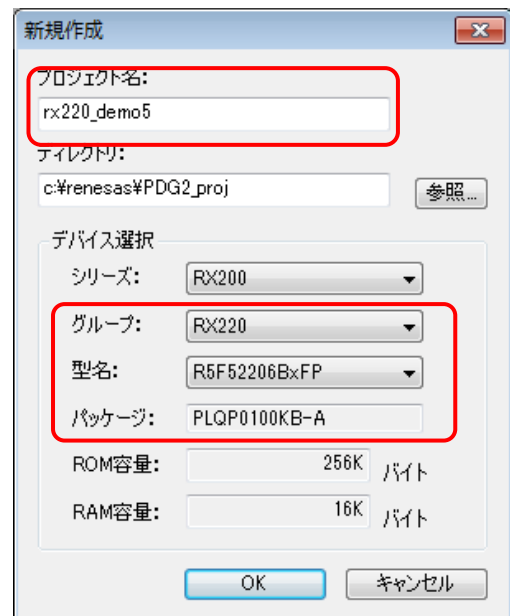 新規作成
プロジェクト名:
rx220_demo5
ディレクトリ:
c:¥renesas¥PDG2_proj
参照...
デバイス選択
シリーズ: RX200
グループ: RX220
型名: R5F52206BxFP
パッケージ: PLQP0100KB-A
ROM容量: 256K バイト
RAM容量: 16K バイト
OK キャンセル